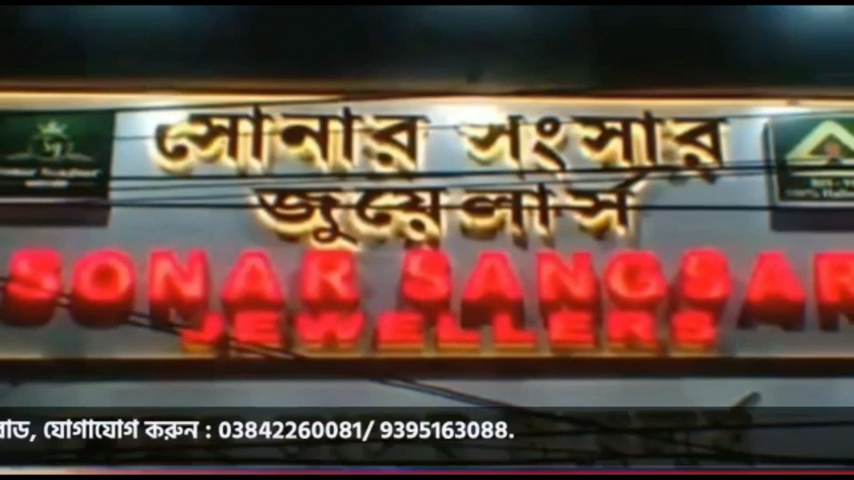 সোনার সংসার
জুয়েলার্স
SONAR SANGSAR
JEWELLERS
যোগাযোগ করুন : 03842260081/ 9395163088.